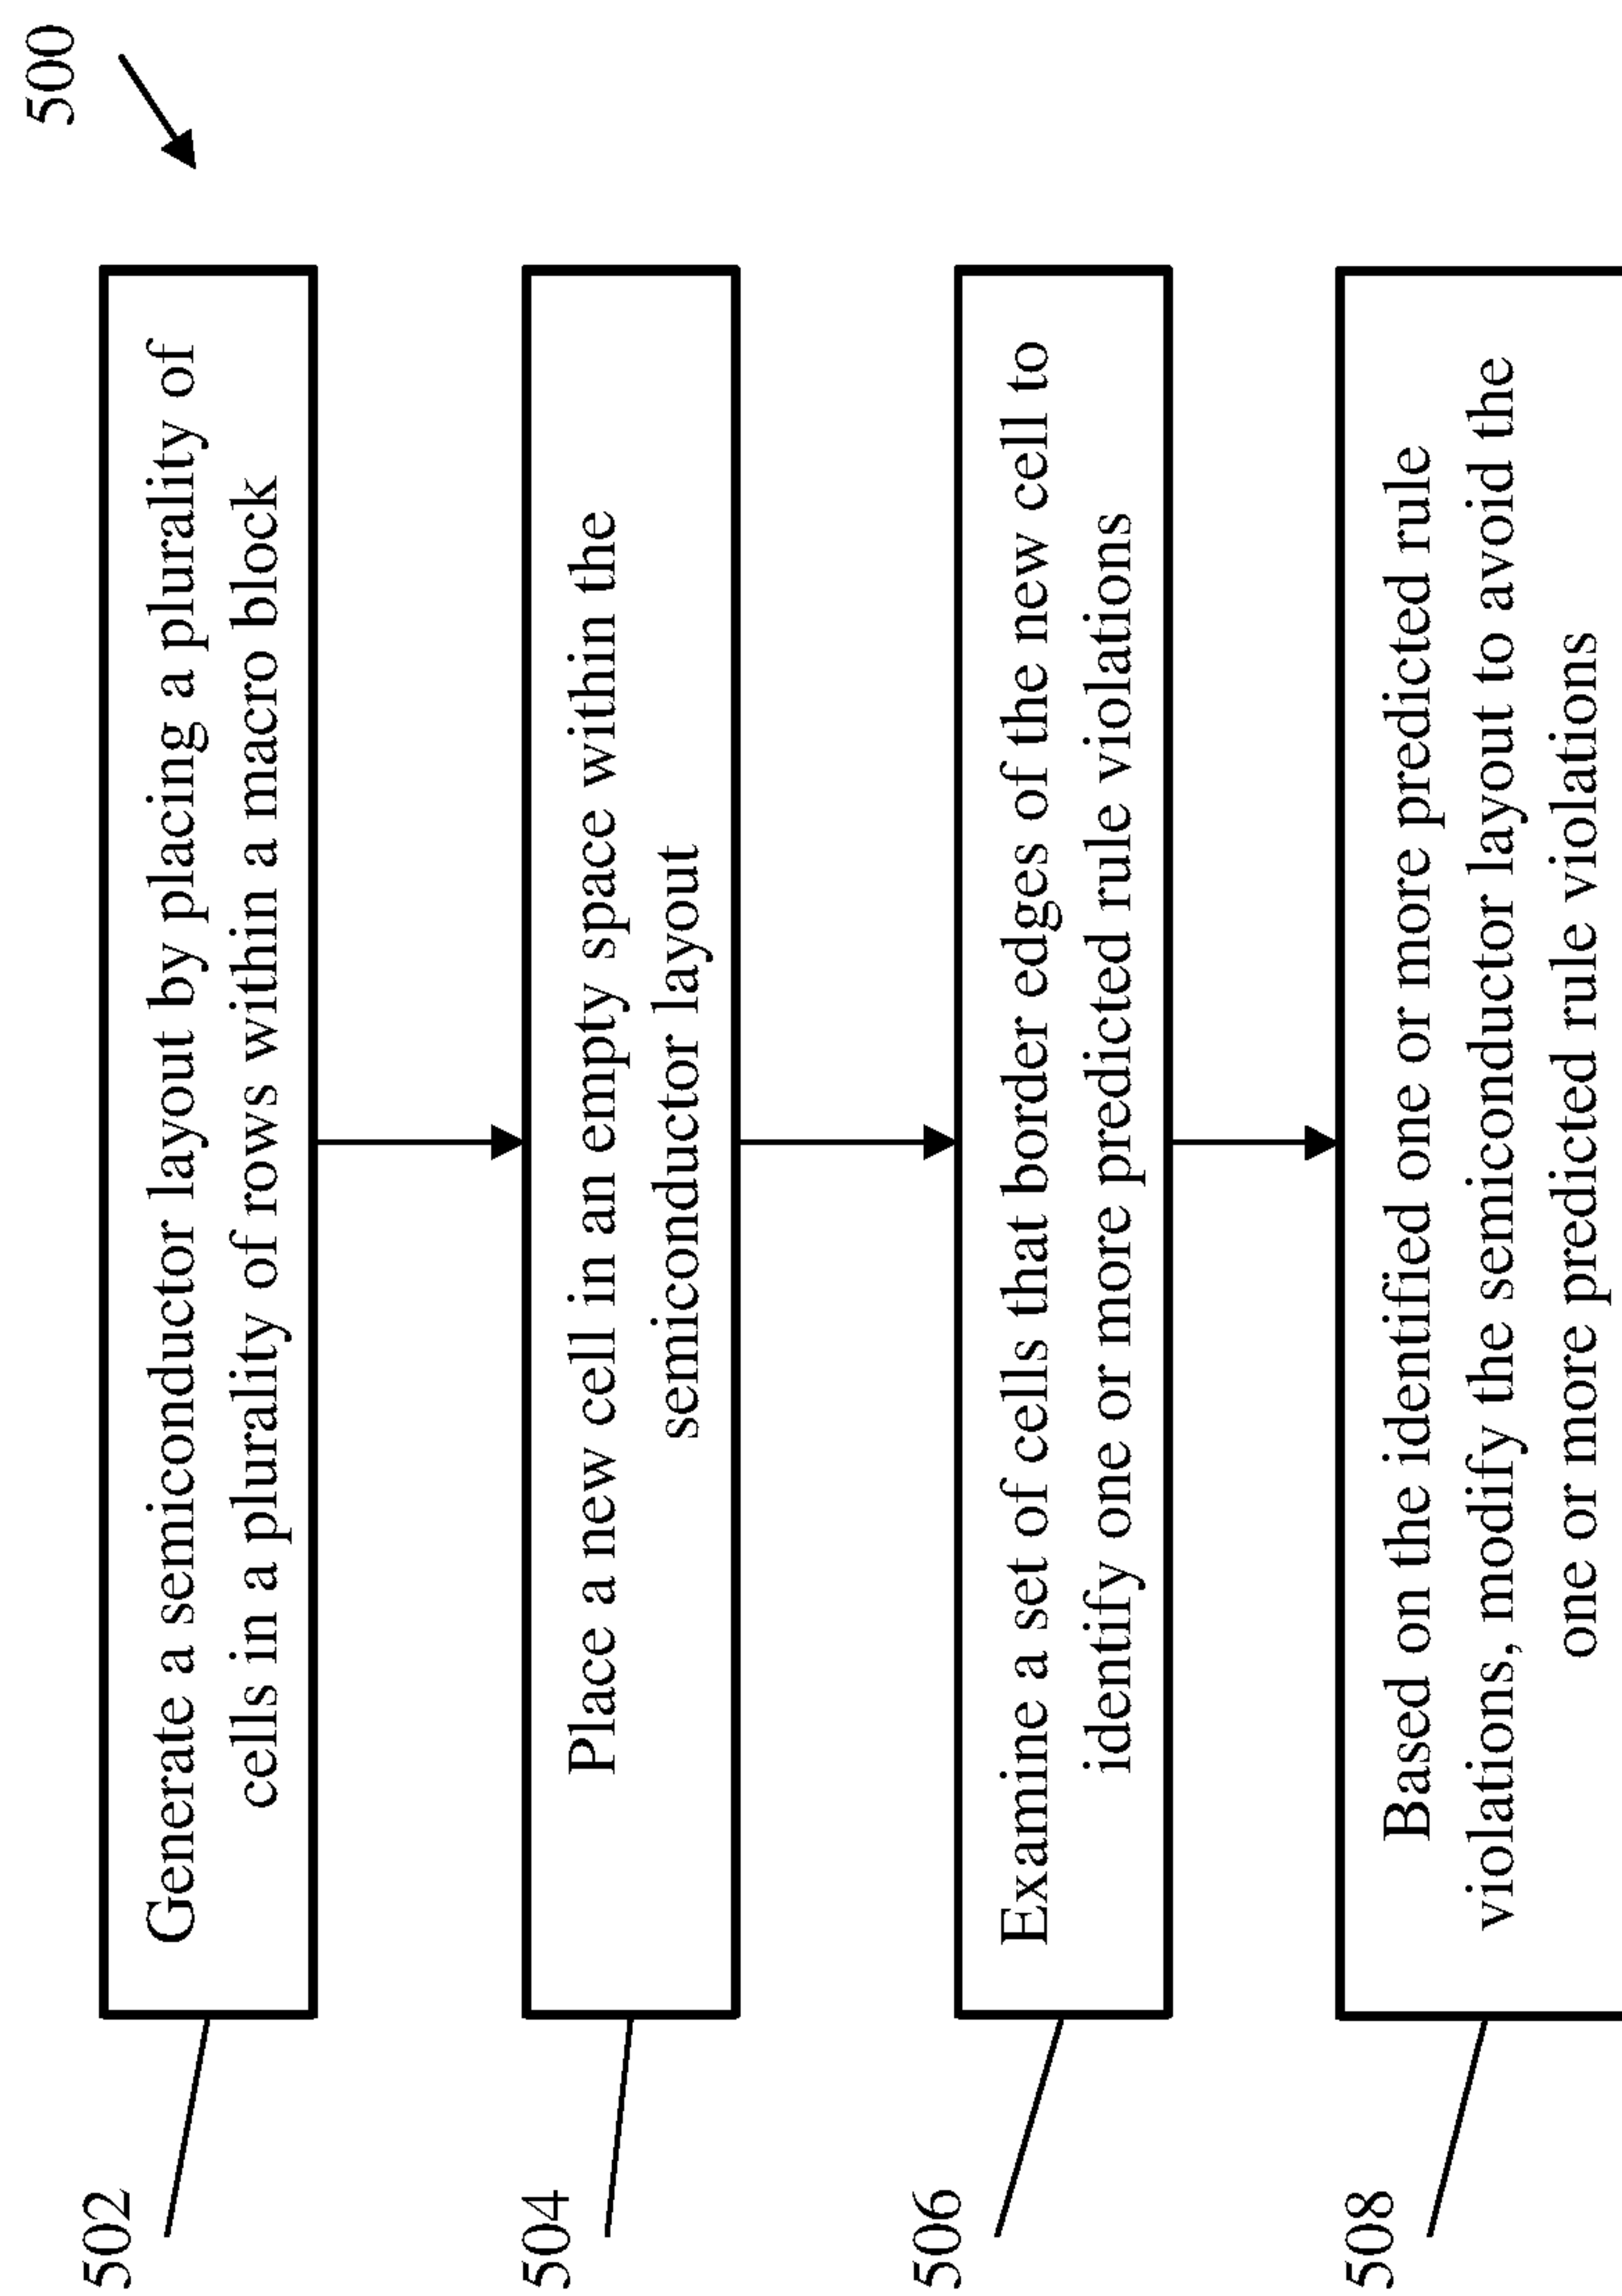 500
502
Generate a semiconductor layout by placing a plurality of
cells in a plurality of rows within a macro block
504
Place a new cell in an empty space within the
semiconductor layout
506
Examine a set of cells that border edges of the new cell to
identify one or more predicted rule violations
508
Based on the identified one or more predicted rule
violations, modify the semiconductor layout to avoid the
one or more predicted rule violations